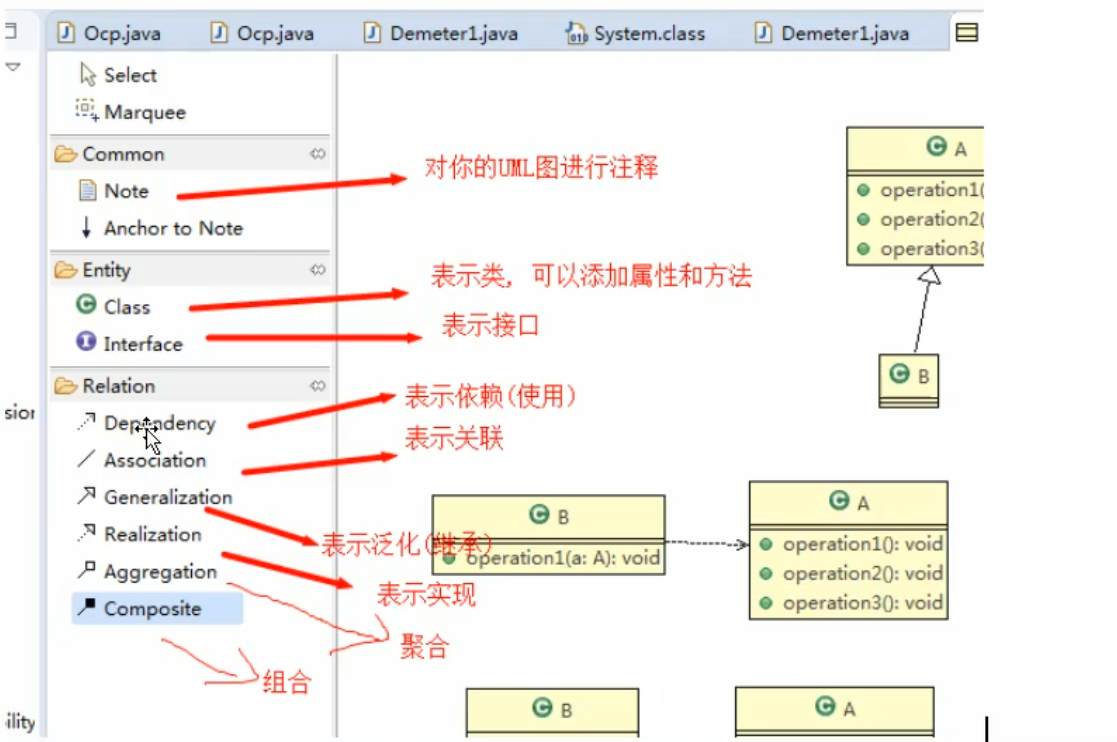 Ocp.java
Ocp.java
Demeter1.java
System.class
Demeter1.java
Select
Marquee
Common
Note
对你的UML图进行注释
Anchor to Note
Entity
Class
表示类, 可以添加属性和方法
Interface
表示接口
Relation
Dependency
表示依赖(使用)
Association
表示关联
Generalization
表示泛化(继承)
Realization
表示实现
Aggregation
聚合
Composite
组合
A
operation1(
operation2(
operation3(
B
B
operation1(a: A): void
A
operation1(): void
operation2(): void
operation3(): void
B
A
sion
ility